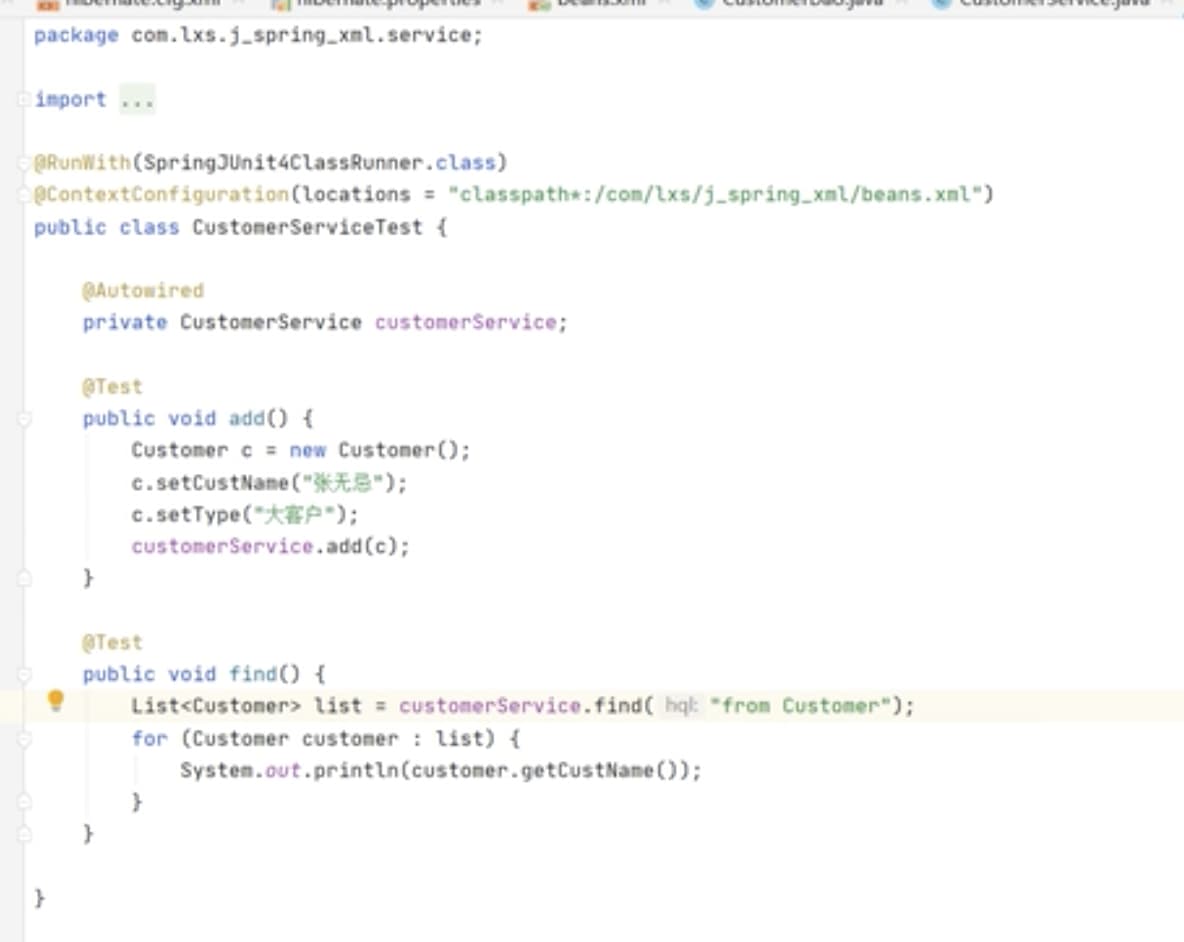 hibernate.cfg.xml hibernate.properties beans.xml CustomerDao.java CustomerService.java
package com.lxs.j_spring_xml.service;
import ...
@RunWith(SpringJUnit4ClassRunner.class)
@ContextConfiguration(locations = "classpath*:/com/lxs/j_spring_xml/beans.xml")
public class CustomerServiceTest {
@Autowired
private CustomerService customerService;
@Test
public void add() {
Customer c = new Customer();
c.setCustName("张无忌");
c.setType("大客户");
customerService.add(c);
}
@Test
public void find() {
List<Customer> list = customerService.find( hql: "from Customer");
for (Customer customer : list) {
System.out.println(customer.getCustName());
}
}
}